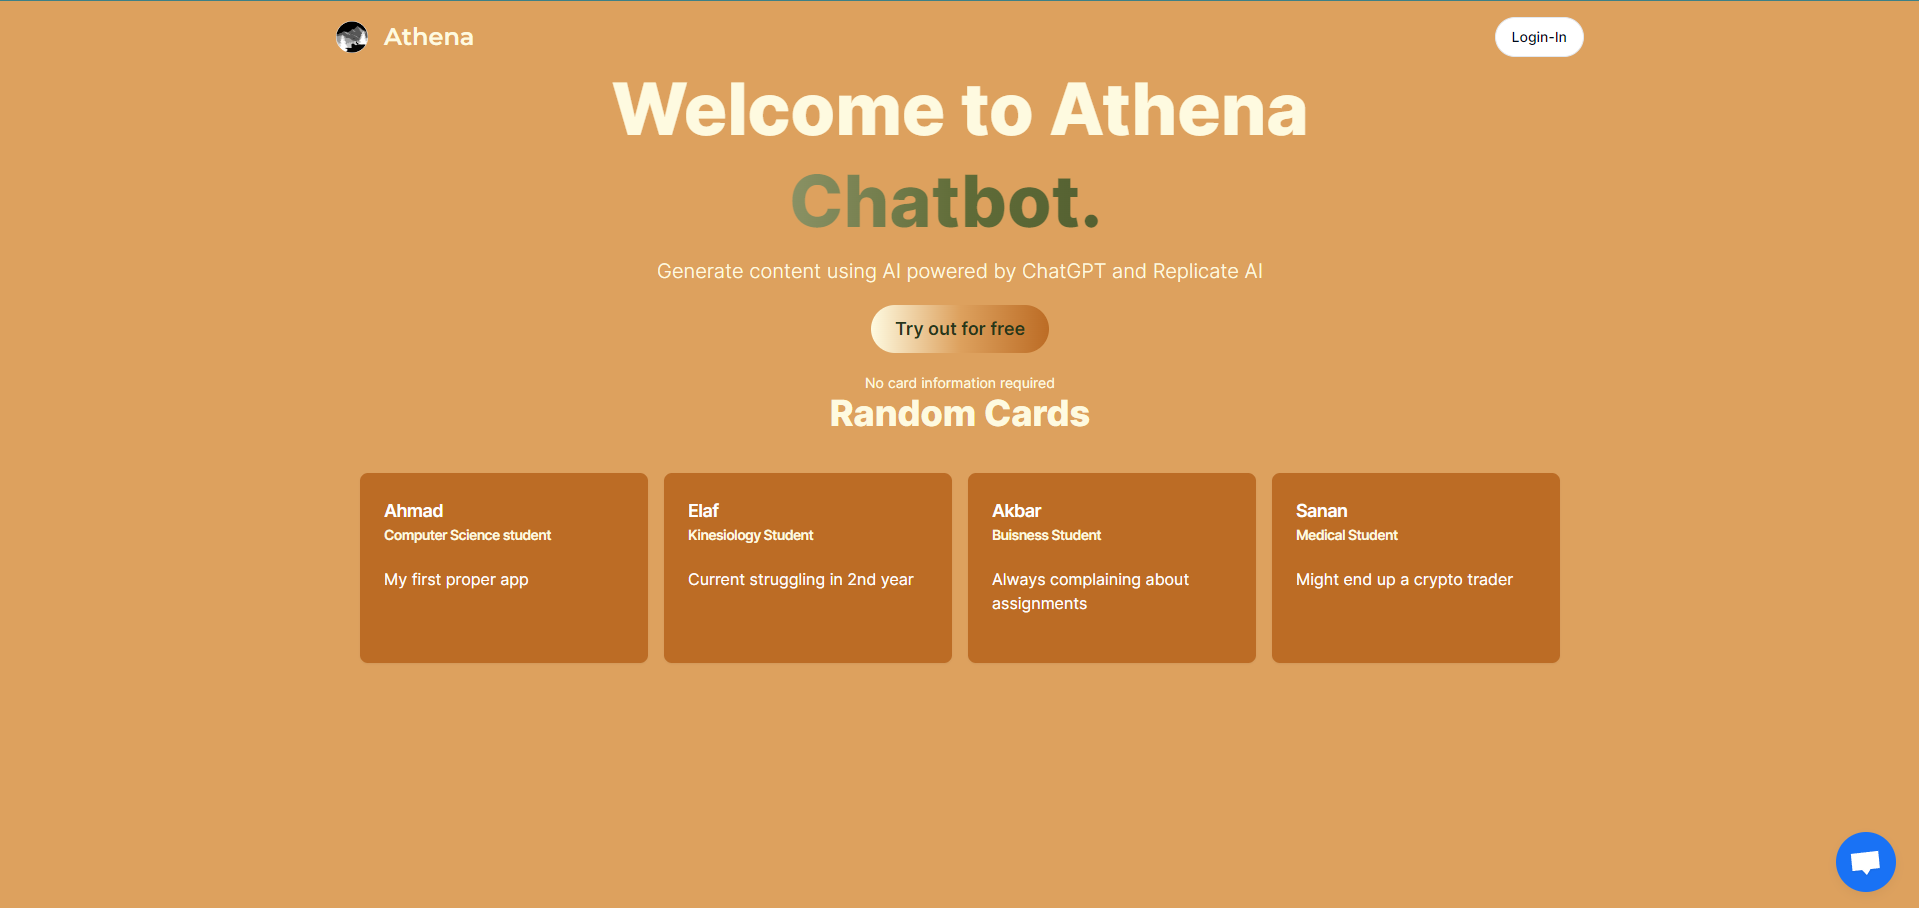 Athena
Login-In
Welcome to Athena
Chatbot.
Generate content using AI powered by ChatGPT and Replicate AI
Try out for free
No card information required
Random Cards
Ahmad
Computer Science student
My first proper app
Elaf
Kinesiology Student
Current struggling in 2nd year
Akbar
Buisness Student
Always complaining about
assignments
Sanan
Medical Student
Might end up a crypto trader